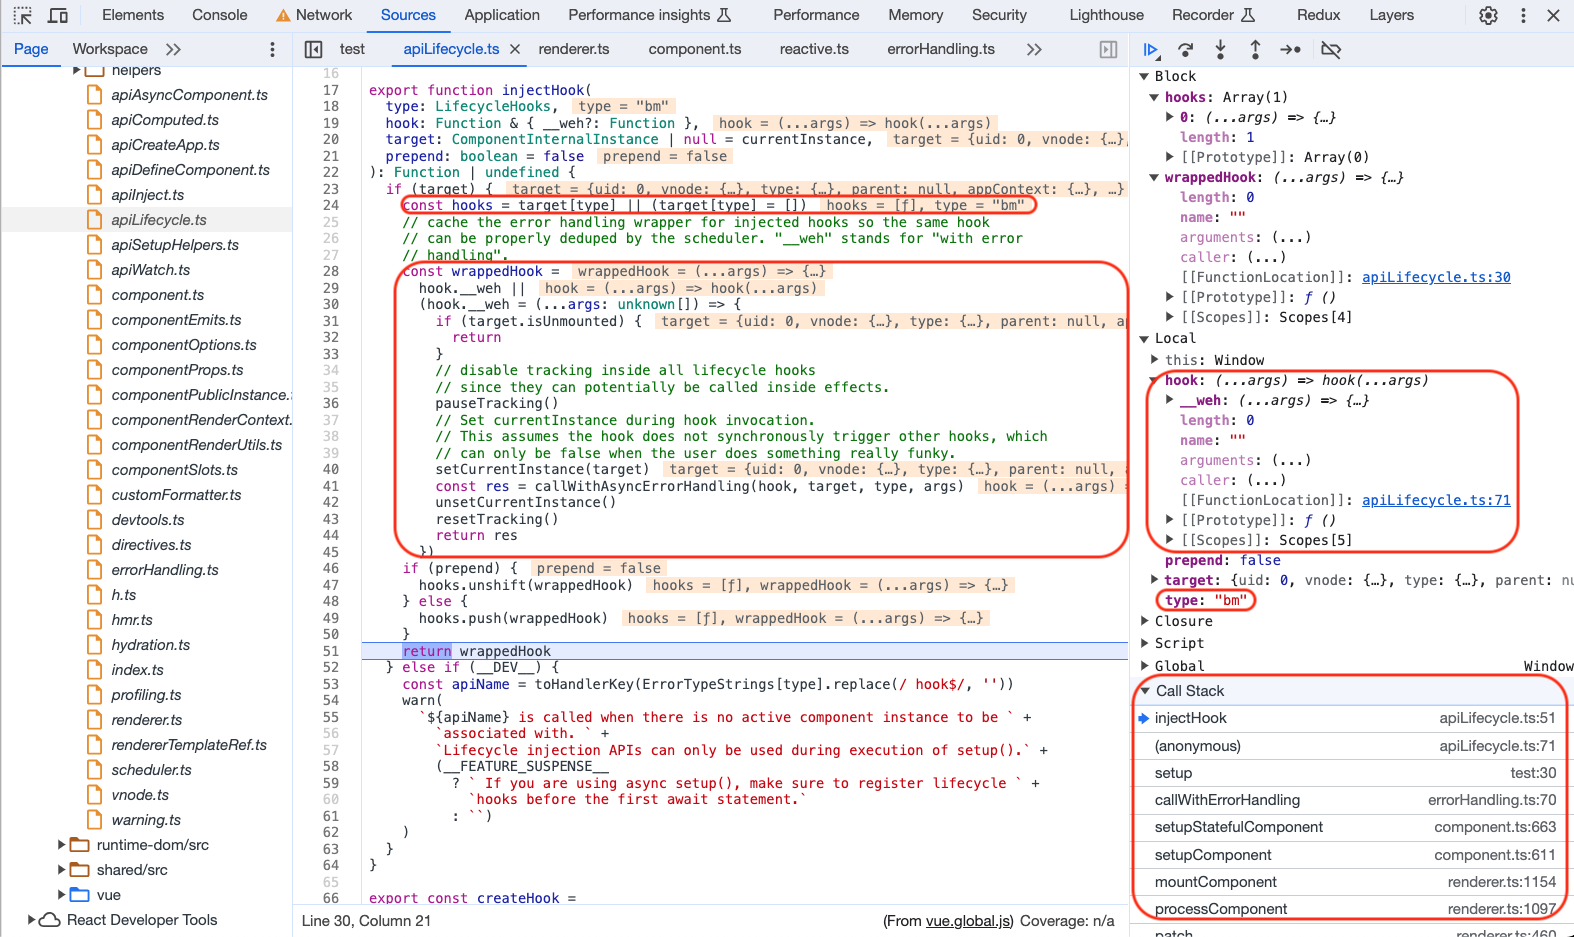 Elements Console Network Sources Application Performance insights Performance Memory Security Lighthouse Recorder Redux Layers
Page Workspace
test apiLifecycle.ts renderer.ts component.ts reactive.ts errorHandling.ts
helpers
apiAsyncComponent.ts
apiComputed.ts
apiCreateApp.ts
apiDefineComponent.ts
apiInject.ts
apiLifecycle.ts
apiSetupHelpers.ts
apiWatch.ts
component.ts
componentEmits.ts
componentOptions.ts
componentProps.ts
componentPublicInstance.
componentRenderContext.
componentRenderUtils.ts
componentSlots.ts
customFormatter.ts
devtools.ts
directives.ts
errorHandling.ts
h.ts
hmr.ts
hydration.ts
index.ts
profiling.ts
renderer.ts
rendererTemplateRef.ts
scheduler.ts
vnode.ts
warning.ts
runtime-dom/src
shared/src
vue
React Developer Tools
16
17 export function injectHook(
18 type: LifecycleHooks, type = "bm"
19 hook: Function & { __weh?: Function }, hook = (...args) => hook(...args)
20 target: ComponentInternalInstance | null = currentInstance, target = {uid: 0, vnode: {…},
21 prepend: boolean = false prepend = false
22 ): Function | undefined {
23 if (target) { target = {uid: 0, vnode: {…}, type: {…}, parent: null, appContext: {…}, …}
24 const hooks = target[type] || (target[type] = []) hooks = [ƒ], type = "bm"
25 // cache the error handling wrapper for injected hooks so the same hook
26 // can be properly deduped by the scheduler. "__weh" stands for "with error
27 // handling".
28 const wrappedHook = wrappedHook = (...args) => {…}
29 hook.__weh || hook = (...args) => hook(...args)
30 (hook.__weh = (...args: unknown[]) => {
31 if (target.isUnmounted) { target = {uid: 0, vnode: {…}, type: {…}, parent: null, ap
32 return
33 }
34 // disable tracking inside all lifecycle hooks
35 // since they can potentially be called inside effects.
36 pauseTracking()
37 // Set currentInstance during hook invocation.
38 // This assumes the hook does not synchronously trigger other hooks, which
39 // can only be false when the user does something really funky.
40 setCurrentInstance(target) target = {uid: 0, vnode: {…}, type: {…}, parent: null,
41 const res = callWithAsyncErrorHandling(hook, target, type, args) hook = (...args) =
42 unsetCurrentInstance()
43 resetTracking()
44 return res
45 })
46 if (prepend) { prepend = false
47 hooks.unshift(wrappedHook) hooks = [ƒ], wrappedHook = (...args) => {…}
48 } else {
49 hooks.push(wrappedHook) hooks = [ƒ], wrappedHook = (...args) => {…}
50 }
51 return wrappedHook
52 } else if (__DEV__) {
53 const apiName = toHandlerKey(ErrorTypeStrings[type].replace(/ hook$/, ''))
54 warn(
55 `${apiName} is called when there is no active component instance to be ` +
56 `associated with. ` +
57 `Lifecycle injection APIs can only be used during execution of setup().` +
58 (__FEATURE_SUSPENSE__
59 ? ` If you are using async setup(), make sure to register lifecycle ` +
60 `hooks before the first await statement.`
61 : ``)
62 )
63 }
64 }
65
66 export const createHook =
Line 30, Column 21 (From vue.global.js) Coverage: n/a
Block
hooks: Array(1)
0: (...args) => {…}
length: 1
[[Prototype]]: Array(0)
wrappedHook: (...args) => {…}
length: 0
name: ""
arguments: (...)
caller: (...)
[[FunctionLocation]]: apiLifecycle.ts:30
[[Prototype]]: ƒ ()
[[Scopes]]: Scopes[4]
Local
this: Window
hook: (...args) => hook(...args)
__weh: (...args) => {…}
length: 0
name: ""
arguments: (...)
caller: (...)
[[FunctionLocation]]: apiLifecycle.ts:71
[[Prototype]]: ƒ ()
[[Scopes]]: Scopes[5]
prepend: false
target: {uid: 0, vnode: {…}, type: {…}, parent: nu
type: "bm"
Closure
Script
Global Window
Call Stack
injectHook apiLifecycle.ts:51
(anonymous) apiLifecycle.ts:71
setup test:30
callWithErrorHandling errorHandling.ts:70
setupStatefulComponent component.ts:663
setupComponent component.ts:611
mountComponent renderer.ts:1154
processComponent renderer.ts:1097
patch renderer.ts:460